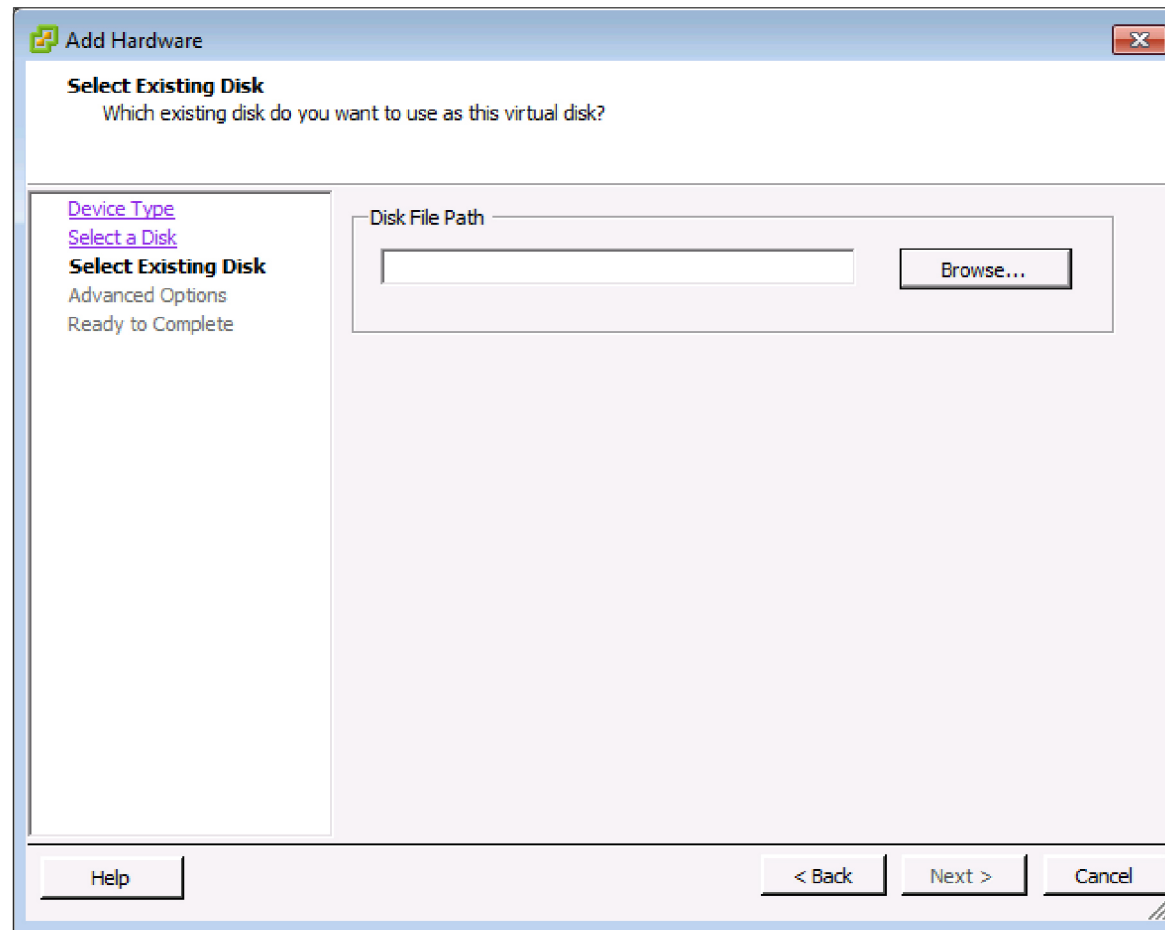 Add Hardware
Select Existing Disk
Which existing disk do you want to use as this virtual disk?
Device Type
Select a Disk
Select Existing Disk
Advanced Options
Ready to Complete
Disk File Path
Browse...
Help
< Back
Next >
Cancel